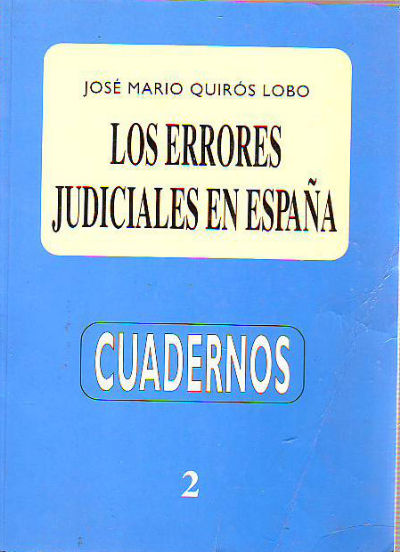 JOSÉ MARIO QUIRÓS LOBO
LOS ERRORES
JUDICIALES EN ESPAÑA
CUADERNOS
2